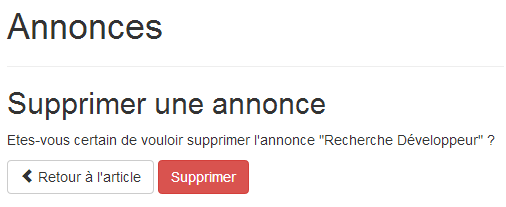 Annonces
Supprimer une annonce
Etes-vous certain de vouloir supprimer l'annonce "Recherche Développeur" ?
Retour à l'article
Supprimer